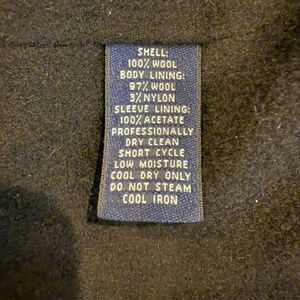 SHELL:
100% WOOL
BODY LINING:
97% WOOL
3% NYLON
SLEEVE LINING:
100% ACETATE
PROFESSIONALLY
DRY CLEAN
SHORT CYCLE
LOW MOISTURE
COOL DRY ONLY
DO NOT STEAM
COOL IRON